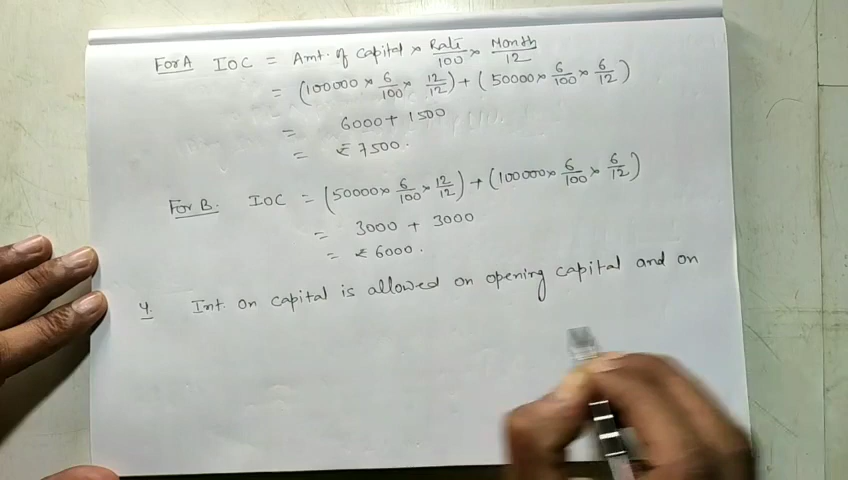 For A IOC = Amt. of Capital × Rate/100 × Month/12
= (100000 × 6/100 × 12/12) + (50000 × 6/100 × 6/12)
= 6000 + 1500
= ₹ 7500.
For B. IOC = (50000 × 6/100 × 12/12) + (100000 × 6/100 × 6/12)
= 3000 + 3000
= ₹ 6000.
4. Int. on capital is allowed on opening capital and on